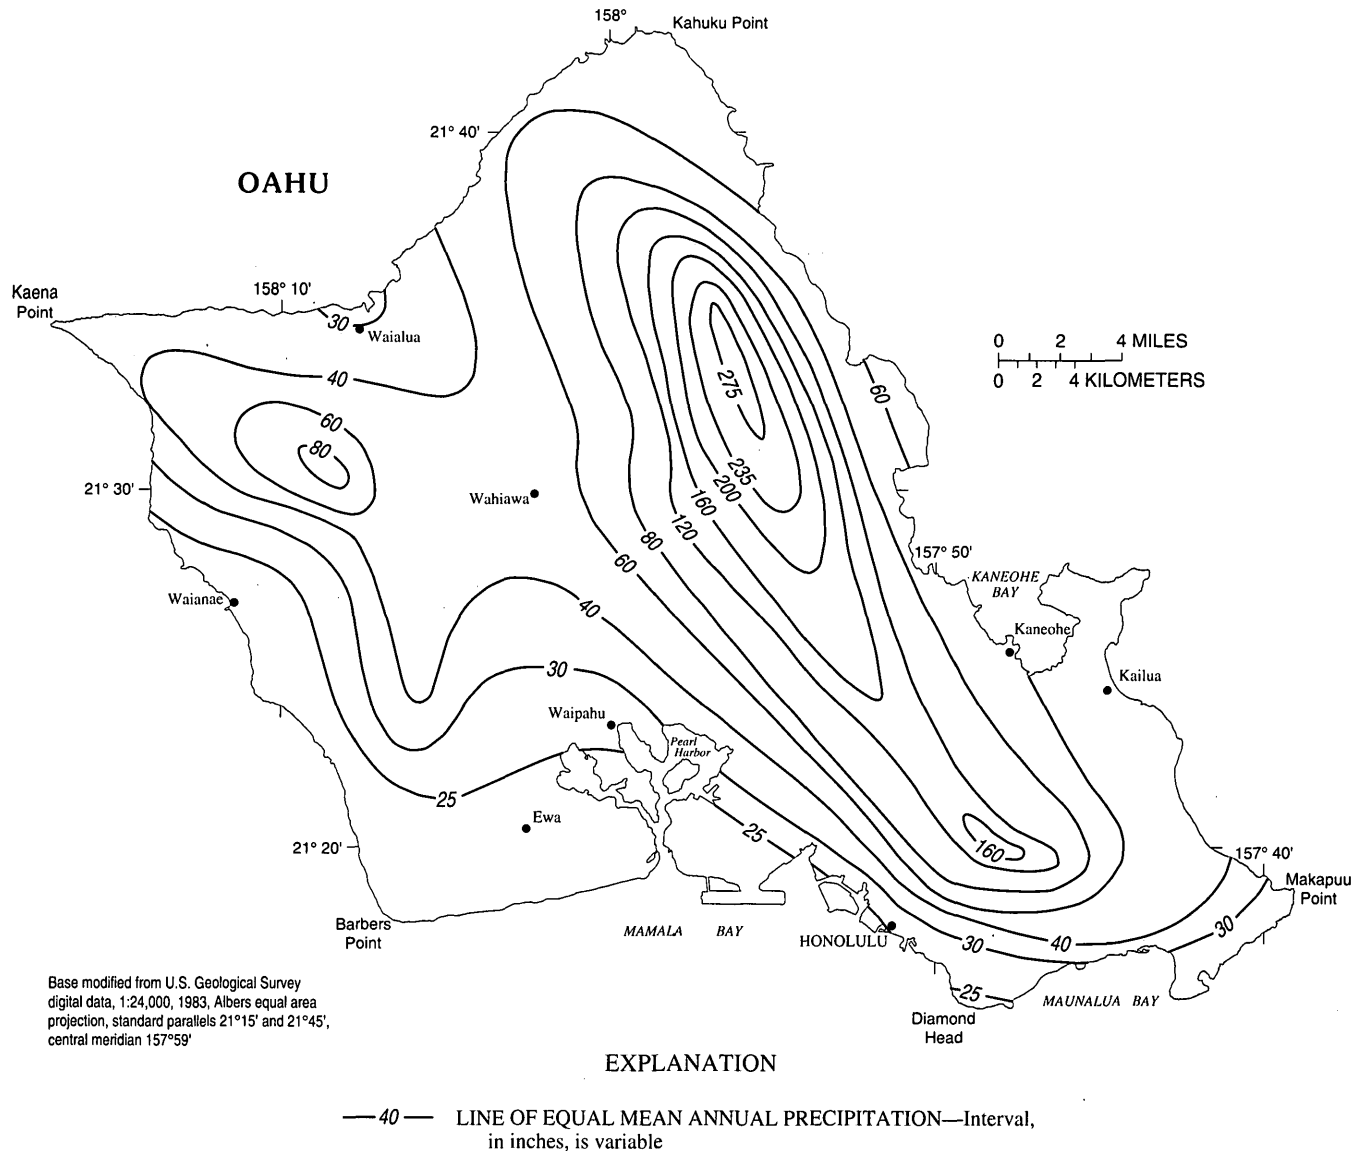 158°
Kahuku Point
21° 40'
OAHU
Kaena
Point
158° 10'
30
Waialua
40
60
80
275
235
200
160
120
80
60
60
0 2 4 MILES
0 2 4 KILOMETERS
21° 30'
Wahiawa
157° 50'
KANEOHE
BAY
Kaneohe
Kailua
Waianae
40
30
Waipahu
Pearl
Harbor
25
Ewa
25
160
21° 20'
157° 40'
Makapuu
Point
Barbers
Point
MAMALA BAY
HONOLULU
30
40
30
25
MAUNALUA BAY
Diamond
Head
Base modified from U.S. Geological Survey
digital data, 1:24,000, 1983, Albers equal area
projection, standard parallels 21°15' and 21°45',
central meridian 157°59'
EXPLANATION
40 LINE OF EQUAL MEAN ANNUAL PRECIPITATION—Interval,
in inches, is variable